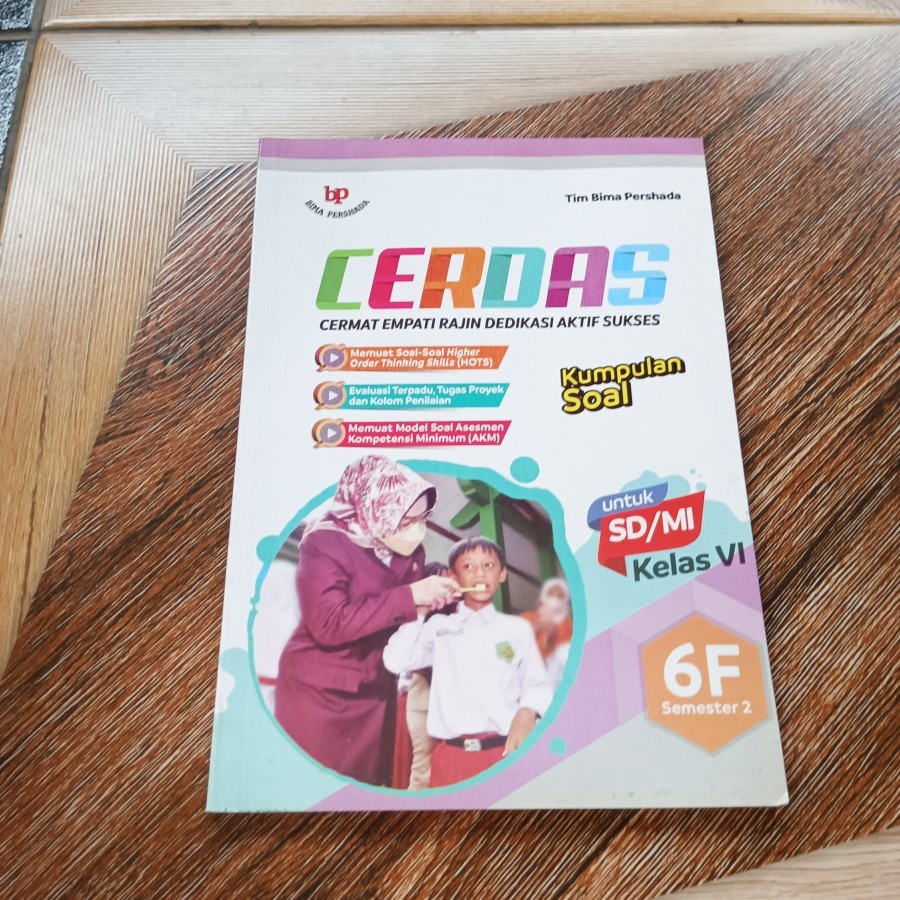 bp
BIMA PERSHADA
Tim Bima Pershada
CERDAS
CERMAT EMPATI RAJIN DEDIKASI AKTIF SUKSES
Memuat Soal-Soal Higher
Order Thinking Skills (HOTS)
Evaluasi Terpadu, Tugas Proyek
dan Kolom Penilaian
Memuat Model Soal Asesmen
Kompetensi Minimum (AKM)
Kumpulan
Soal
untuk
SD/MI
Kelas VI
6F
Semester 2